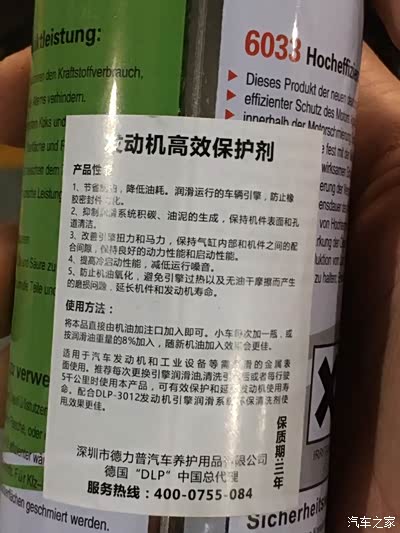 ktleistung:
den Kraftstoffverbrauch,
verhindern.
6033 Hocheffizie
Dieses Produkt der neuen
effizienter Schutz des Motors
innerhalb der Motorschmierung
发动机高效保护剂
产品性
1、节省燃油，降低油耗。润滑运行的车辆引擎，防止橡
胶密封件老化。
2、抑制润滑系统积碳、油泥的生成，保持机件表面和孔
道清洁。
3、改善引擎扭力和马力，保持气缸内部和机件之间的配
合间隙，保持良好的动力性能和启动性能。
4、提高冷启动性能，减低运行噪音。
5、防止机油氧化，避免引擎过热以及无油干摩擦而产生
的磨损问题，延长机件和发动机寿命。
使用方法：
将本品直接由机油加注口加入即可。小车每次加一瓶，或
按润滑油重量的8%加入，随新机油加入效果会更佳。
适用于汽车发动机和工业设备等需润滑的金属表
面使用。推荐每次更换引擎润滑油,清洗引擎后或者每行驶
5千公里时使用本产品，可有效保护和延长发动机使用寿
命。配合DLP-3012发动机引擎润滑系统环保清洗剂使
用,效果更佳。
保质期:三年
深圳市德力普汽车养护用品有限公司
德国“DLP”中国总代理
服务热线：400-0755-084
verwe
Für Kfz-
geschmiert werden.
Sicherheits
汽车之家